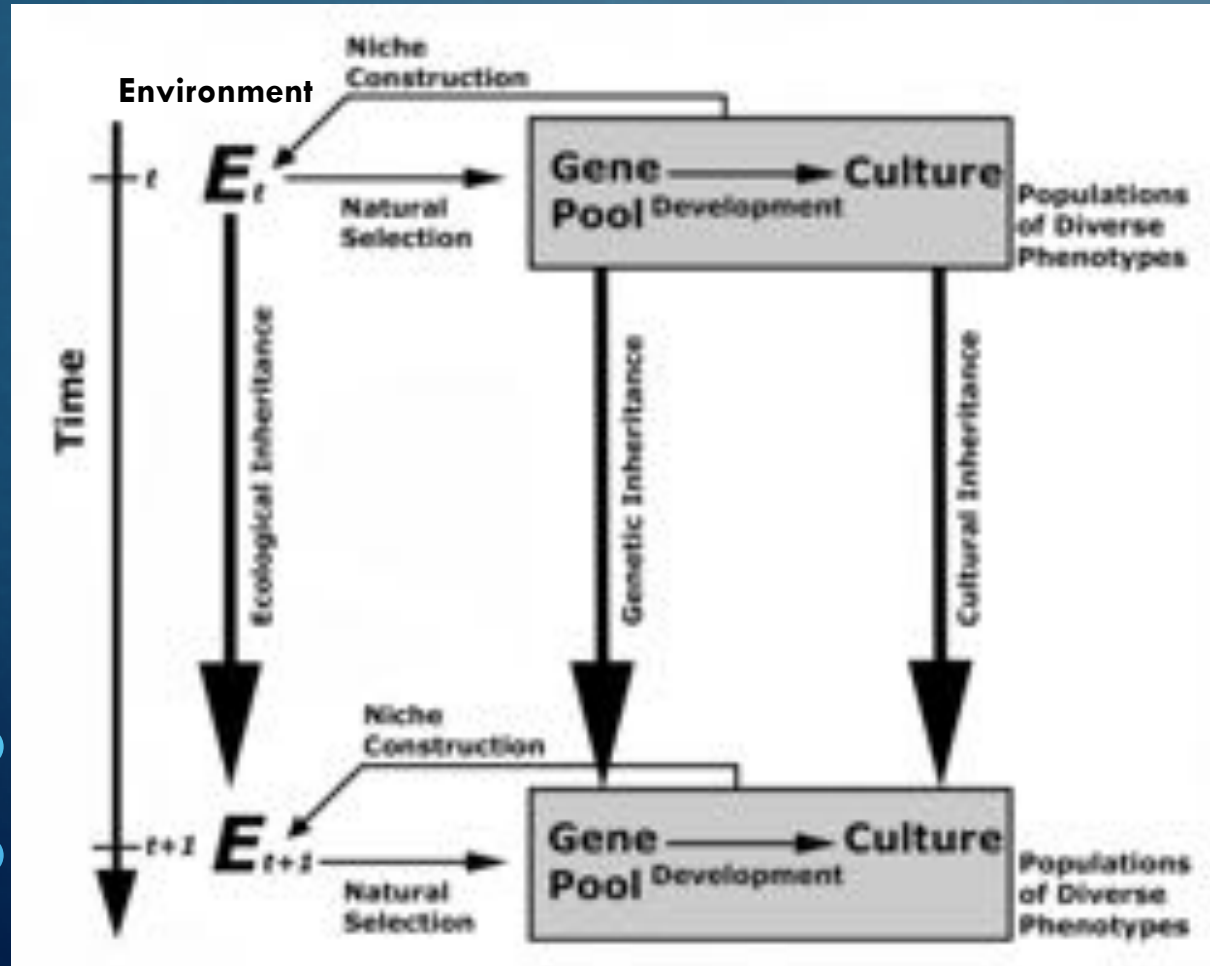 Niche
Construction
Environment
t
Et
Natural
Selection
Gene
Pool
Development
Culture
Populations
of Diverse
Phenotypes
Time
Ecological Inheritance
Genetic Inheritance
Cultural Inheritance
Niche
Construction
t+1
Et+1
Natural
Selection
Gene
Pool
Development
Culture
Populations
of Diverse
Phenotypes